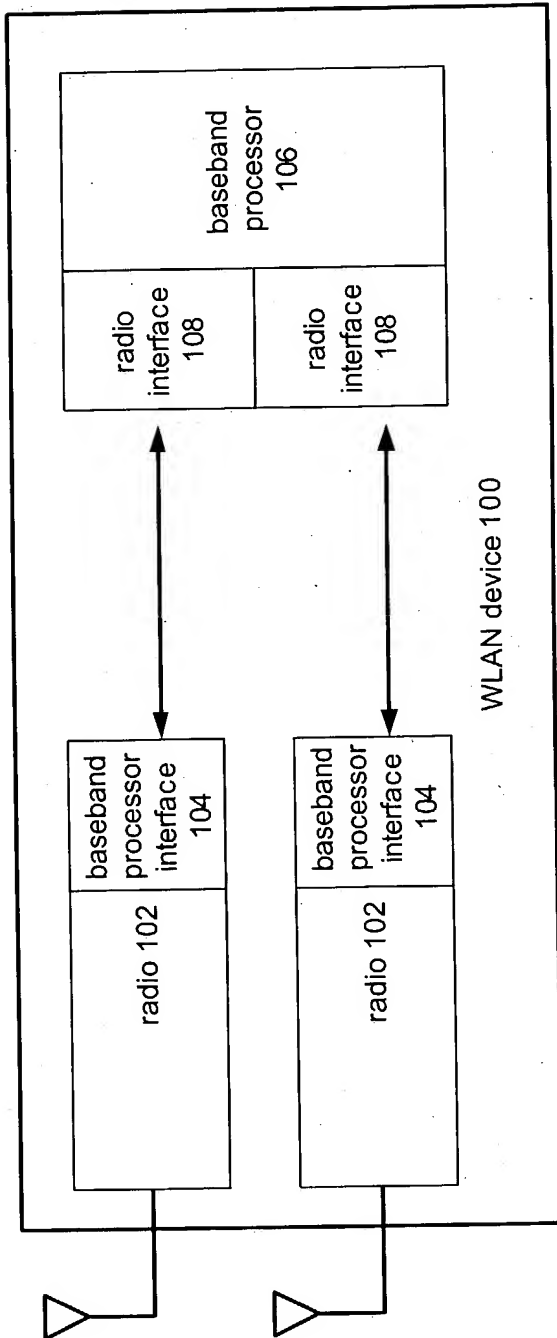 radio 102
baseband
processor
interface
104
radio
interface
108
baseband
processor
106
radio 102
baseband
processor
interface
104
radio
interface
108
WLAN device 100